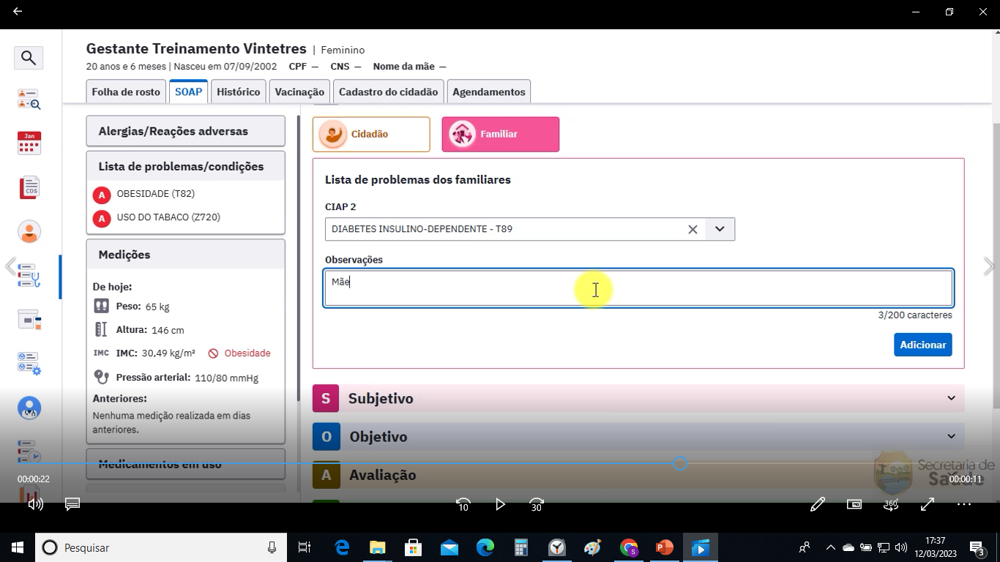 Gestante Treinamento Vintetres | Feminino
20 anos e 6 meses | Nasceu em 07/09/2002 CPF — CNS — Nome da mãe —
Folha de rosto SOAP Histórico Vacinação Cadastro do cidadão Agendamentos
Jan
CDS
Alergias/Reações adversas
Lista de problemas/condições
A OBESIDADE (T82)
A USO DO TABACO (Z720)
Medições
De hoje:
Peso: 65 kg
Altura: 146 cm
IMC IMC: 30,49 kg/m² Obesidade
Pressão arterial: 110/80 mmHg
Anteriores:
Nenhuma medição realizada em dias
anteriores.
Medicamentos em uso
Cidadão Familiar
Lista de problemas dos familiares
CIAP 2
DIABETES INSULINO-DEPENDENTE - T89
Observações
Mãe
3/200 caracteres
Adicionar
S Subjetivo
O Objetivo
A Avaliação
Secretaria de
Saúde
00:00:22
00:00:11
10
30
360°
Pesquisar
17:37
12/03/2023
3